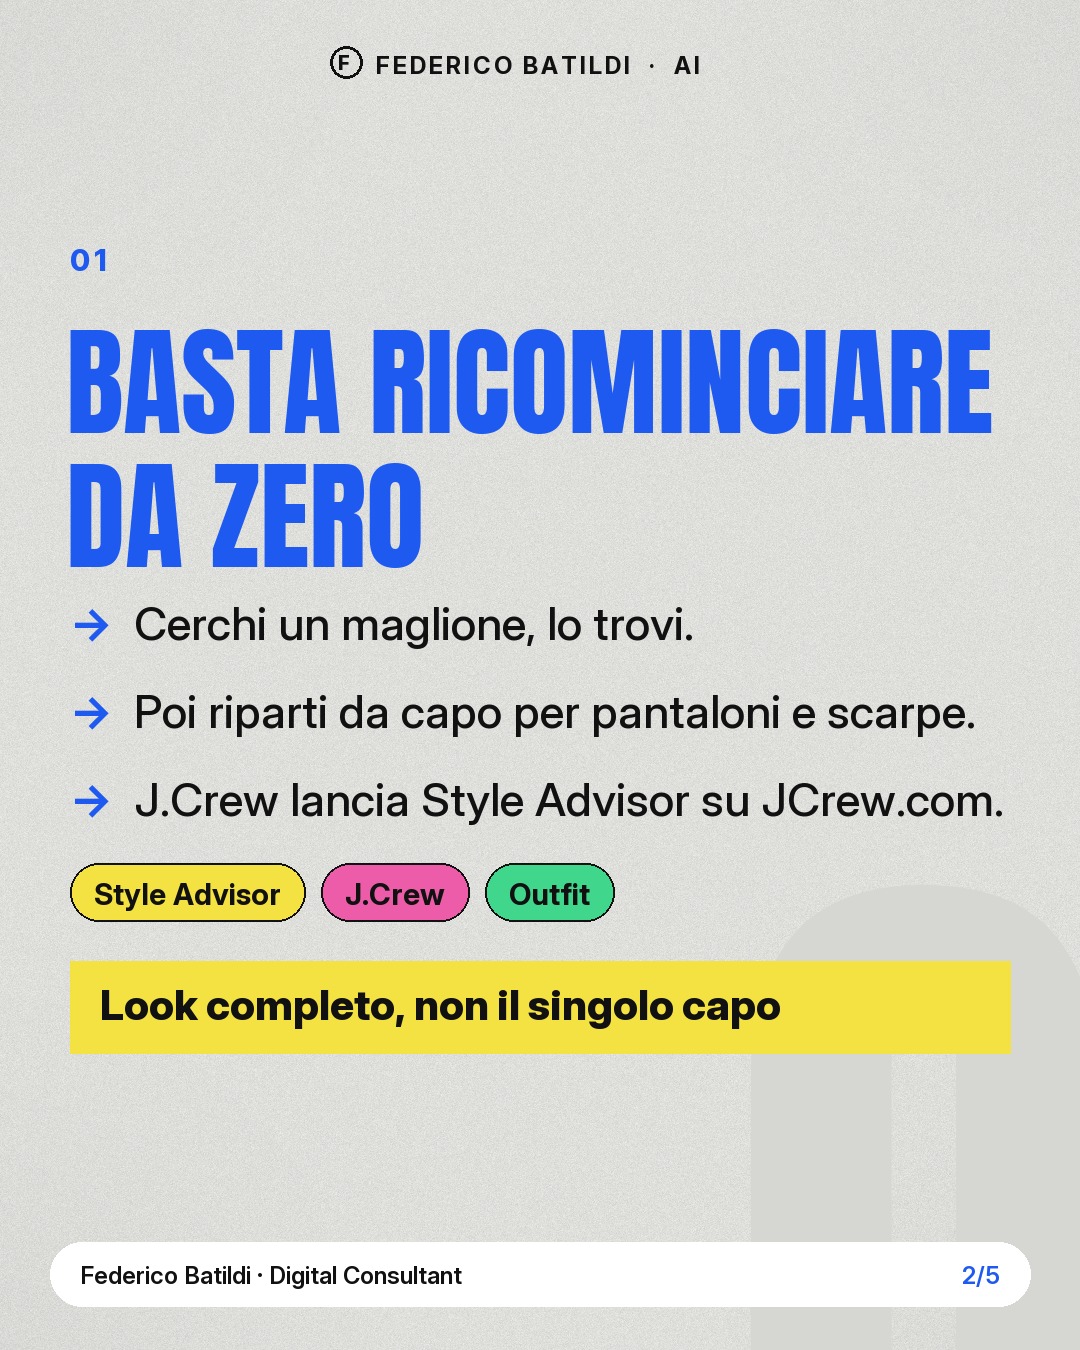 F FEDERICO BATILDI · AI
01
BASTA RICOMINCIARE
DA ZERO
→ Cerchi un maglione, lo trovi.
→ Poi riparti da capo per pantaloni e scarpe.
→ J.Crew lancia Style Advisor su JCrew.com.
Style Advisor J.Crew Outfit
Look completo, non il singolo capo
Federico Batildi · Digital Consultant 2/5